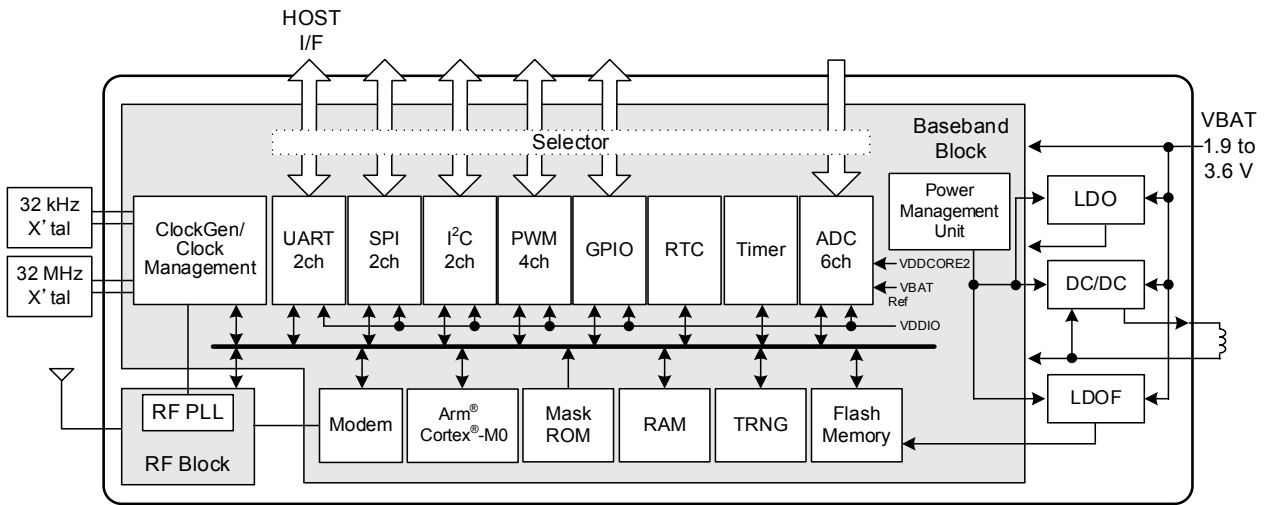 HOST
I/F
Selector
Baseband
Block
VBAT
1.9 to
3.6 V
32 kHz
X'tal
32 MHz
X'tal
ClockGen/
Clock
Management
UART
2ch
SPI
2ch
I²C
2ch
PWM
4ch
GPIO
RTC
Timer
ADC
6ch
Power
Management
Unit
LDO
DC/DC
LDOF
VDDCORE2
VBAT
Ref
VDDIO
RF PLL
RF Block
Modem
Arm®
Cortex®-M0
Mask
ROM
RAM
TRNG
Flash
Memory